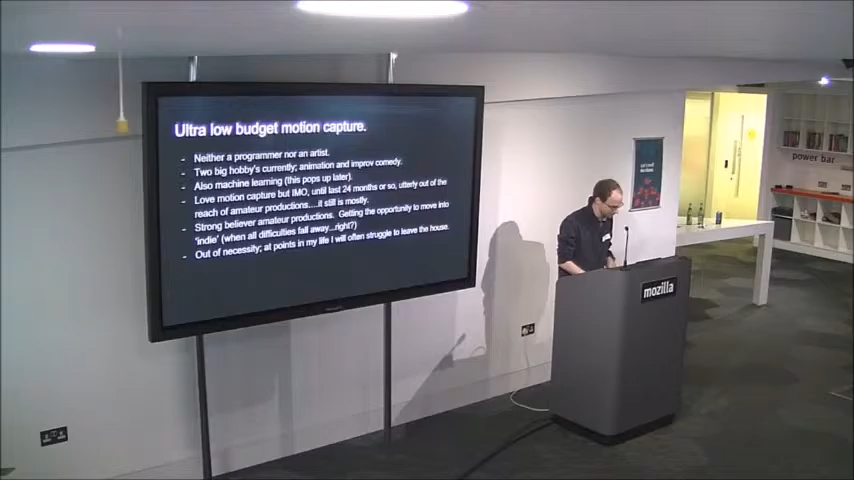 Ultra low budget motion capture.
- Neither a programmer nor an artist.
- Two big hobby's currently; animation and improv comedy.
- Also machine learning (this pops up later).
- Love motion capture but IMO, until last 24 months or so, utterly out of the
reach of amateur productions....it still is mostly.
- Strong believer amateur productions. Getting the opportunity to move into
'indie' (when all difficulties fall away...right?)
- Out of necessity; at points in my life I will often struggle to leave the house.
mozilla
power bar